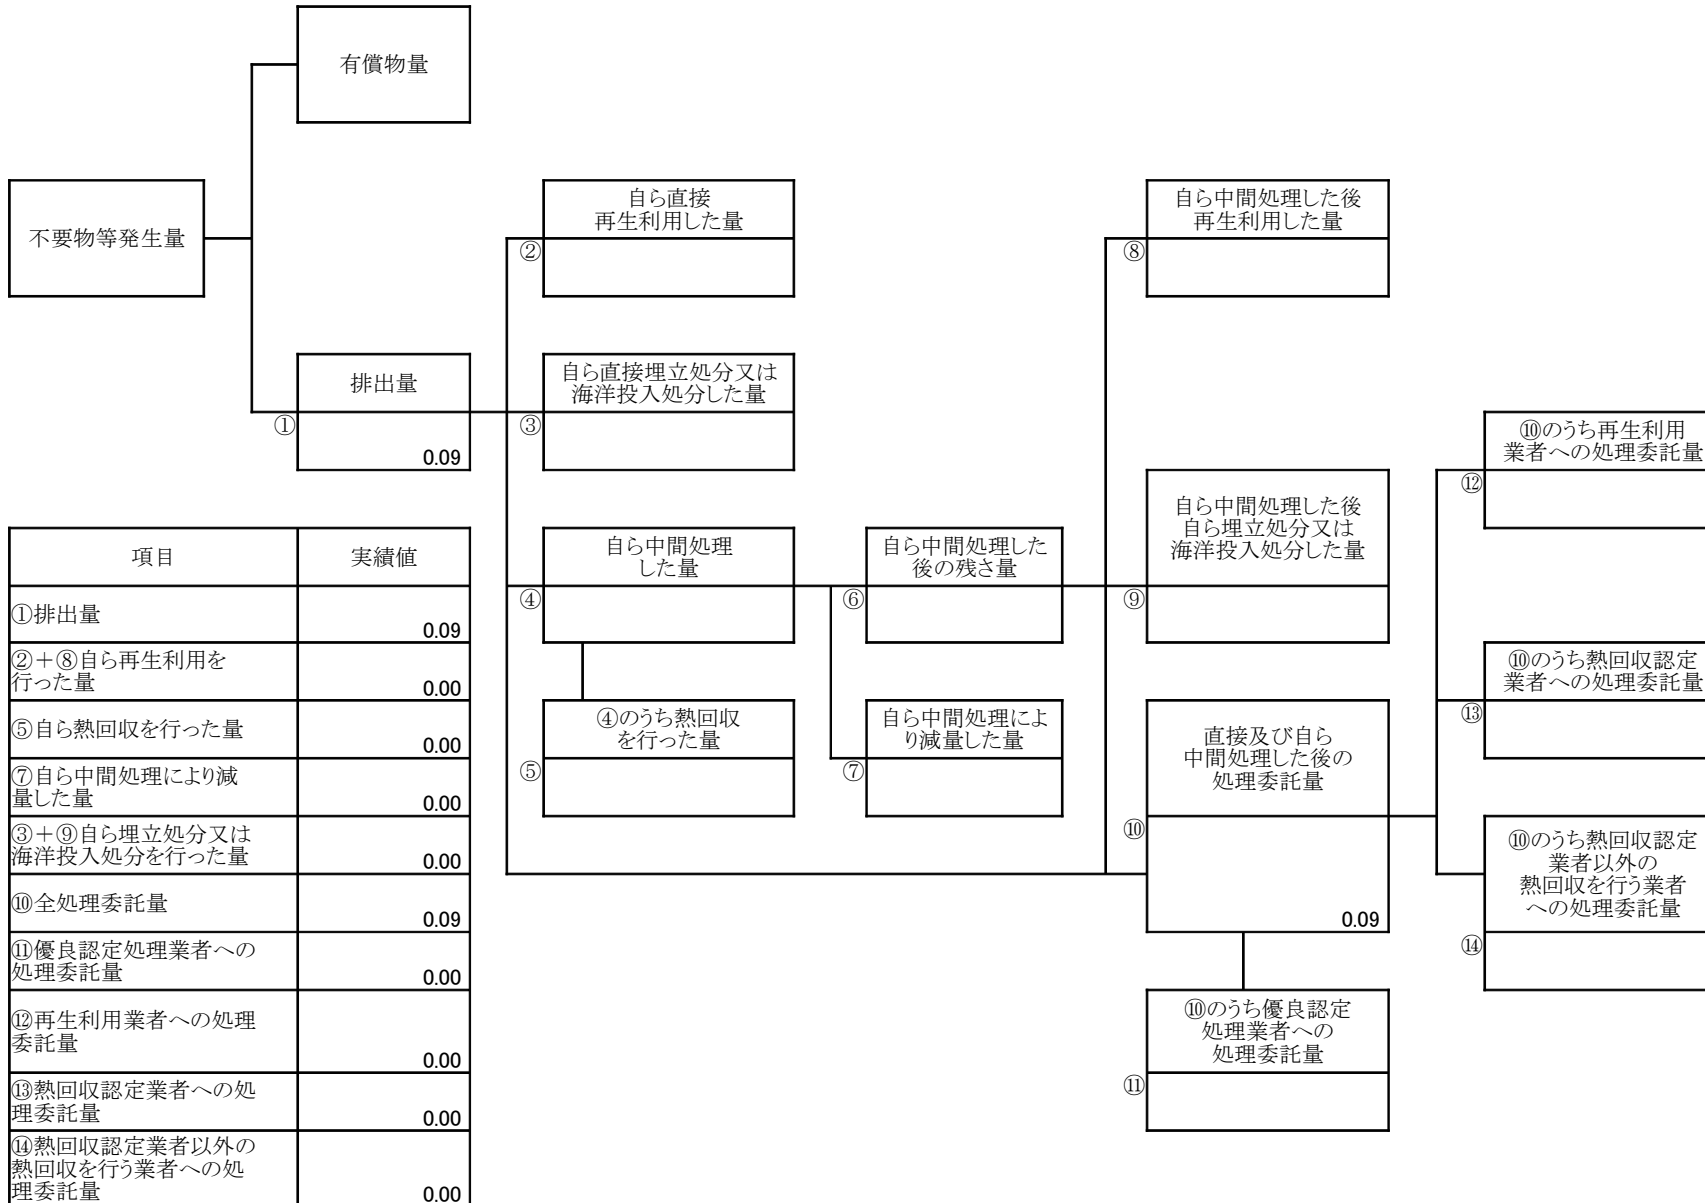 有償物量
不要物等発生量
自ら直接
再生利用した量
②
自ら中間処理した後
再生利用した量
⑧
排出量
①
0.09
自ら直接埋立処分又は
海洋投入処分した量
③
⑩のうち再生利用
業者への処理委託量
⑫
自ら中間処理した後
自ら埋立処分又は
海洋投入処分した量
⑨
自ら中間処理
した量
④
自ら中間処理した
後の残さ量
⑥
⑩のうち熱回収認定
業者への処理委託量
⑬
④のうち熱回収
を行った量
⑤
自ら中間処理によ
り減量した量
⑦
直接及び自ら
中間処理した後の
処理委託量
⑩
0.09
⑩のうち熱回収認定
業者以外の
熱回収を行う業者
への処理委託量
⑭
⑩のうち優良認定
処理業者への
処理委託量
⑪
項目 実績値
①排出量
0.09
②＋⑧自ら再生利用を
行った量
0.00
⑤自ら熱回収を行った量
0.00
⑦自ら中間処理により減
量した量
0.00
③＋⑨自ら埋立処分又は
海洋投入処分を行った量
0.00
⑩全処理委託量
0.09
⑪優良認定処理業者への
処理委託量
0.00
⑫再生利用業者への処理
委託量
0.00
⑬熱回収認定業者への処
理委託量
0.00
⑭熱回収認定業者以外の
熱回収を行う業者への処
理委託量
0.00